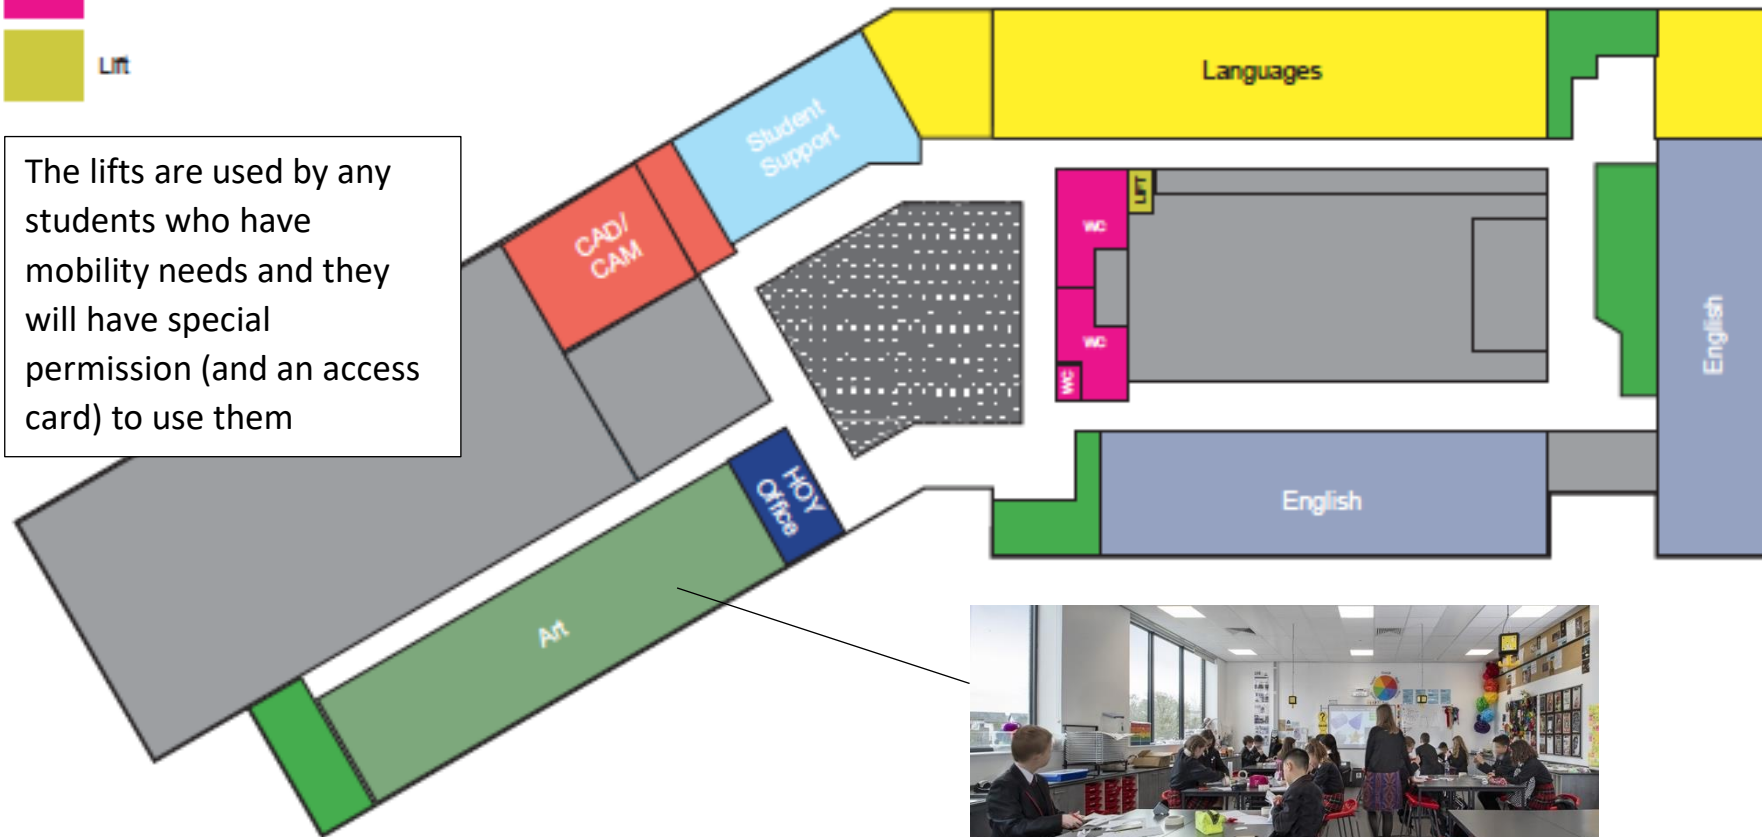 Lift
The lifts are used by any
students who have
mobility needs and they
will have special
permission (and an access
card) to use them
Languages
Student
Support
CAD/
CAM
LIFT
WC
WC
WC
English
English
HOY
Office
Art